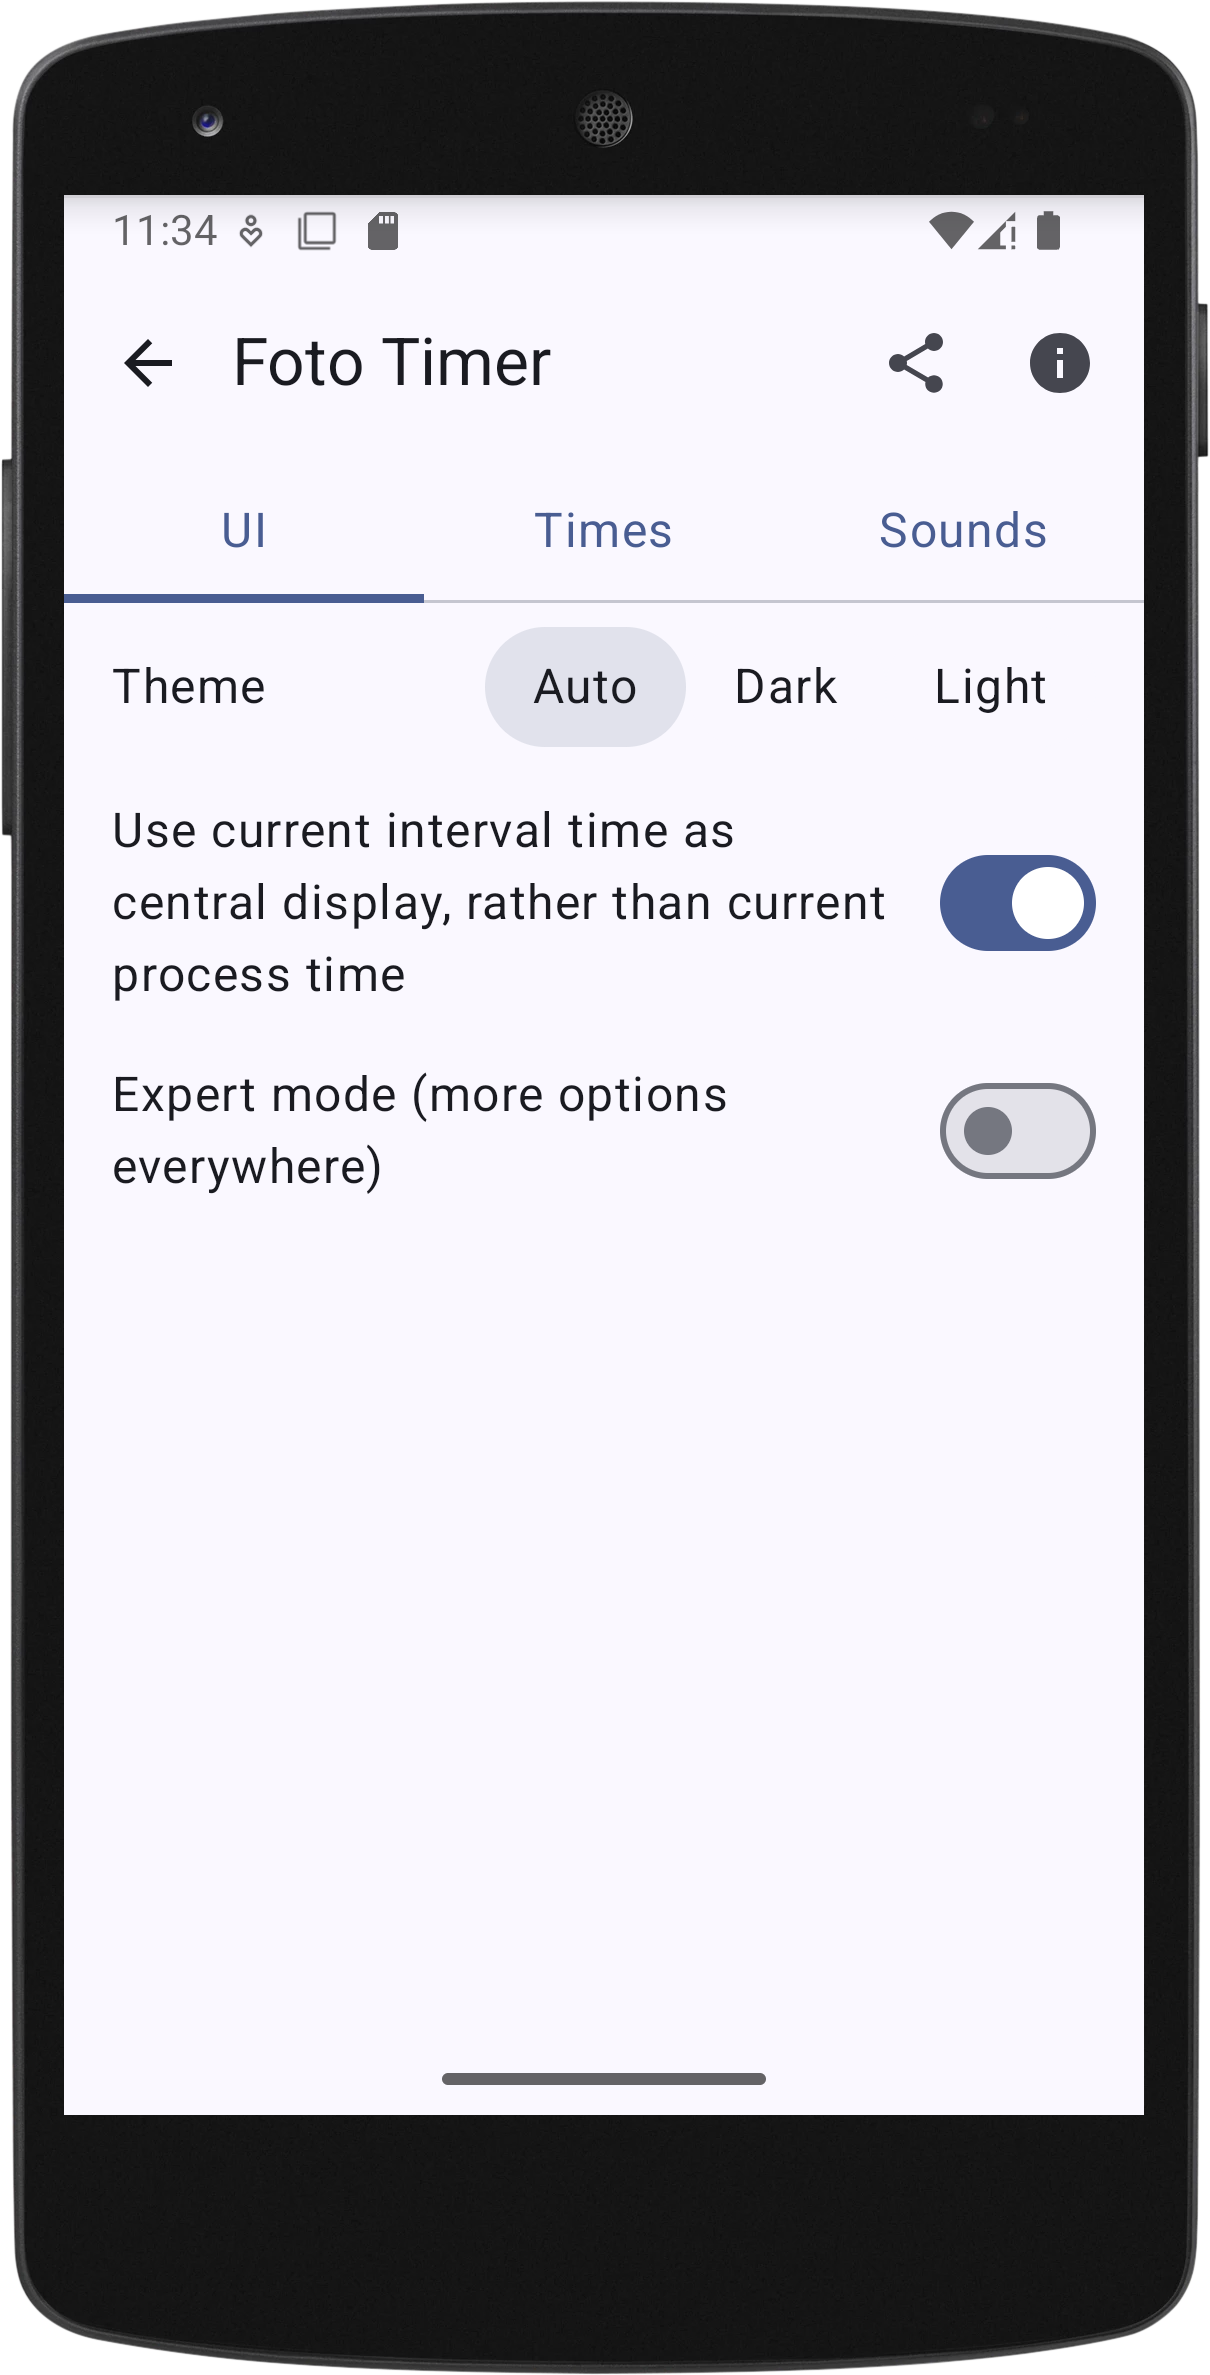 11:34
Foto Timer
UI Times Sounds
Theme Auto Dark Light
Use current interval time as
central display, rather than current
process time
Expert mode (more options
everywhere)